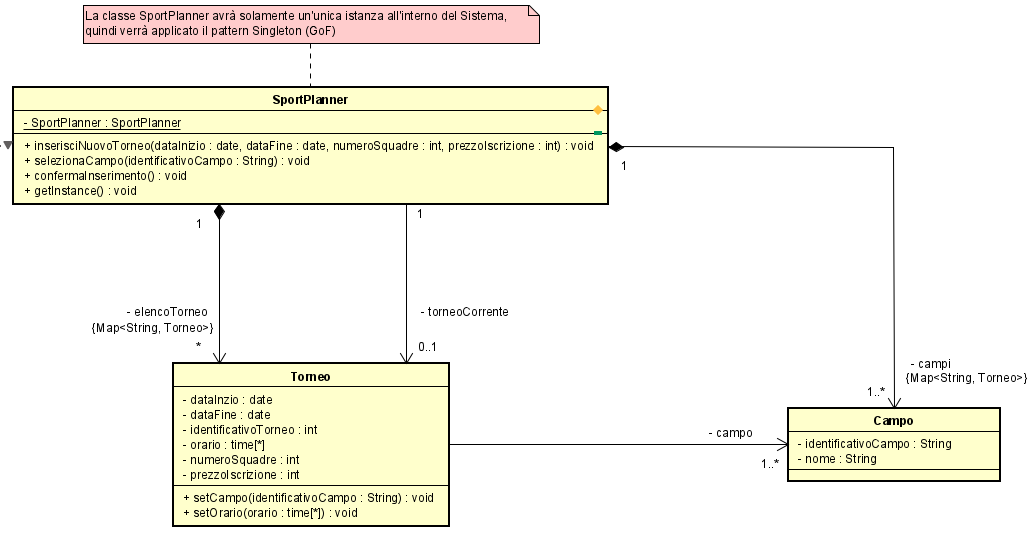 La classe SportPlanner avrà solamente un'unica istanza all'interno del Sistema,
quindi verrà applicato il pattern Singleton (GoF)
SportPlanner
- SportPlanner : SportPlanner
+ inserisciNuovoTorneo(dataInizio : date, dataFine : date, numeroSquadre : int, prezzoIscrizione : int) : void
+ selezionaCampo(identificativoCampo : String) : void
+ confermaInserimento() : void
+ getInstance() : void
1
1
1
- elencoTorneo
{Map<String, Torneo>}
*
- torneoCorrente
0..1
- campi
{Map<String, Torneo>}
1..*
Torneo
- dataInzio : date
- dataFine : date
- identificativoTorneo : int
- orario : time[*]
- numeroSquadre : int
- prezzoIscrizione : int
+ setCampo(identificativoCampo : String) : void
+ setOrario(orario : time[*]) : void
- campo
1..*
Campo
- identificativoCampo : String
- nome : String